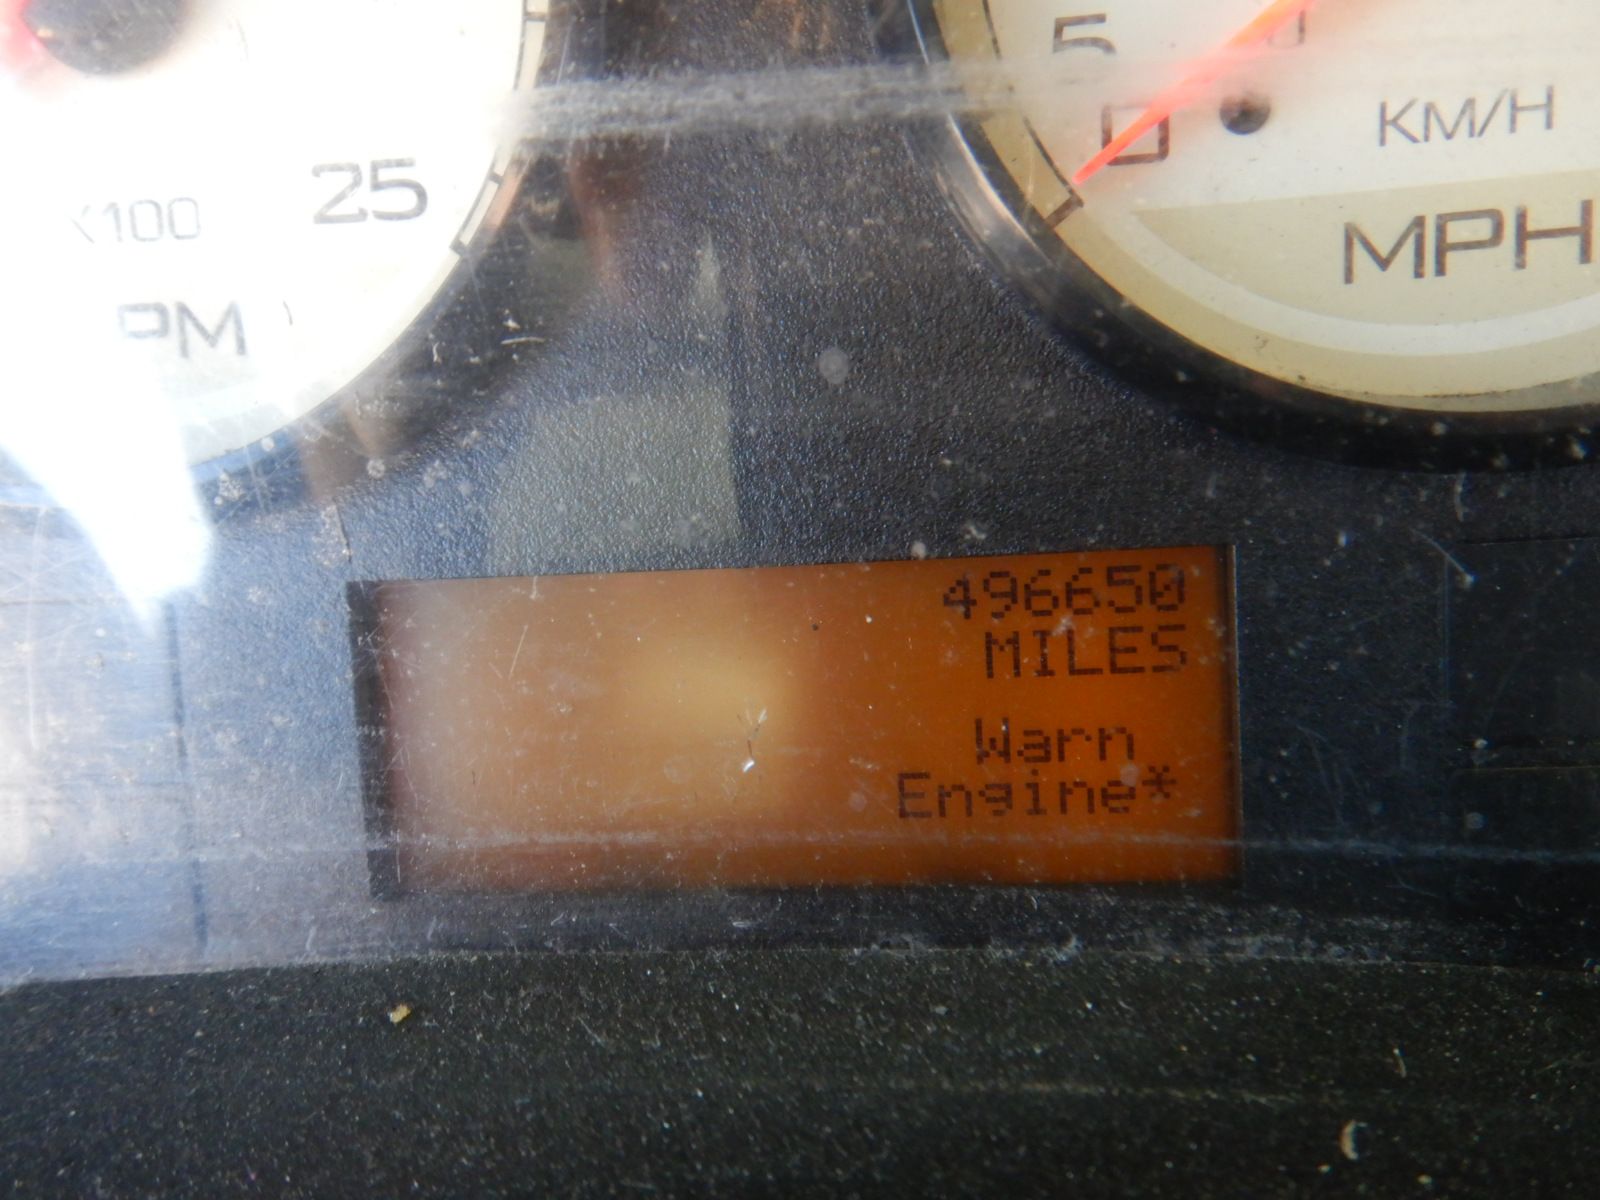 5
0
KM/H
MPH
25
X100
PM
496650
MILES
Warn
Engine*